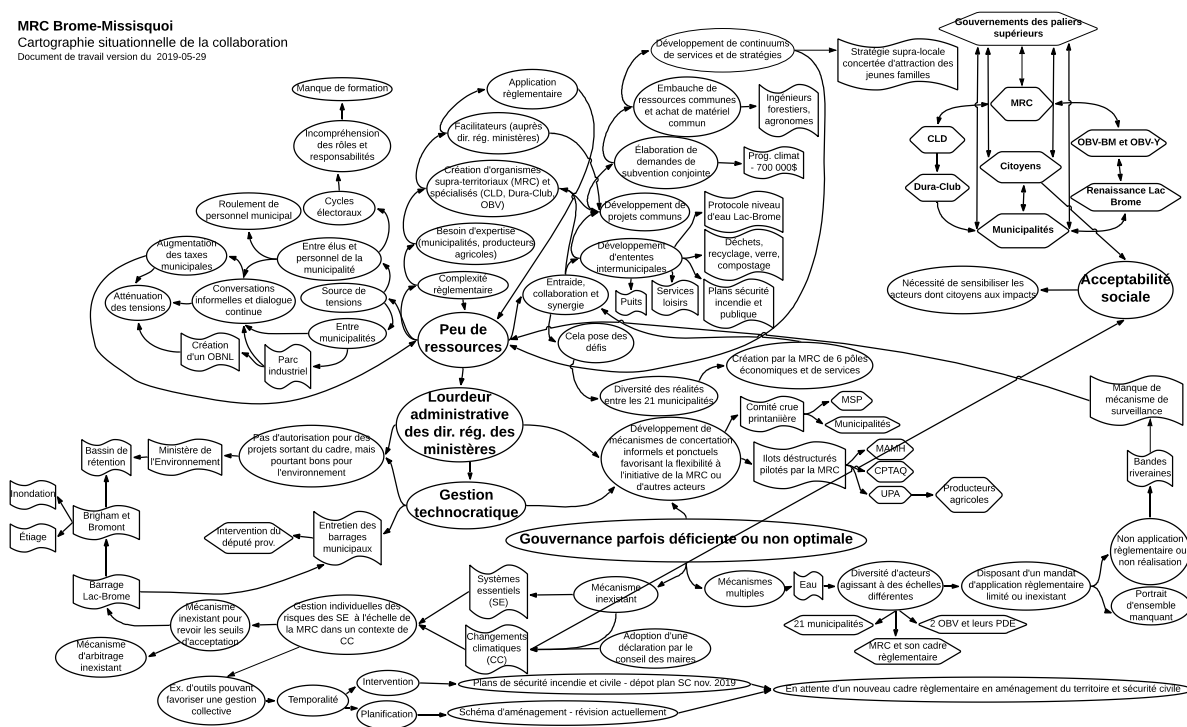 MRC Brome-Missisquoi
Cartographie situationnelle de la collaboration
Document de travail version du 2019-05-29
Manque de formation
Incompréhension
des rôles et
responsabilités
Cycles
électoraux
Roulement de
personnel municipal
Augmentation
des taxes
municipales
Entre élus et
personnel de la
municipalité
Atténuation
des tensions
Conversations
informelles et dialogue
continue
Source de
tensions
Entre
municipalités
Création
d'un OBNL
Parc
industriel
Application
règlementaire
Facilitateurs (auprès
dir. rég. ministères)
Création d'organismes
supra-territoriaux (MRC) et
spécialisés (CLD, Dura-Club,
OBV)
Besoin d'expertise
(municipalités, producteurs
agricoles)
Complexité
règlementaire
Peu de
ressources
Développement de continuums
de services et de stratégies
Stratégie supra-locale
concertée d'attraction des
jeunes familles
Embauche de
ressources communes
et achat de matériel
commun
Ingénieurs
forestiers,
agronomes
Élaboration de
demandes de
subvention conjointe
Prog. climat
- 700 000$
Développement de
projets communs
Développement
d'ententes
intermunicipales
Protocole niveau
d'eau Lac-Brome
Déchets,
recyclage, verre,
compostage
Plans sécurité
incendie et
publique
Services
loisirs
Puits
Entraide,
collaboration et
synergie
Cela pose des
défis
Diversité des réalités
entre les 21 municipalités
Création par la MRC de 6 pôles
économiques et de services
Gouvernements des paliers
supérieurs
MRC
CLD
OBV-BM et OBV-Y
Citoyens
Dura-Club
Renaissance Lac
Brome
Municipalités
Acceptabilité
sociale
Nécessité de sensibiliser les
acteurs dont citoyens aux impacts
Lourdeur
administrative
des dir. rég. des
ministères
Gestion
technocratique
Pas d'autorisation pour des
projets sortant du cadre, mais
pourtant bons pour
l'environnement
Ministère de
l'Environnement
Bassin de
rétention
Inondation
Étiage
Brigham et
Bromont
Barrage
Lac-Brome
Intervention du
député prov.
Entretien des
barrages
municipaux
Développement de
mécanismes de concertation
informels et ponctuels
favorisant la flexibilité à
l'initiative de la MRC ou
d'autres acteurs
Comité crue
printanière
MSP
Municipalités
Ilots déstructurés
pilotés par la MRC
MAMH
CPTAQ
UPA
Producteurs
agricoles
Manque de
mécanisme de
surveillance
Bandes
riveraines
Non application
règlementaire ou
non réalisation
Portrait
d'ensemble
manquant
Gouvernance parfois déficiente ou non optimale
Mécanisme
inexistant
Mécanismes
multiples
Eau
Diversité d'acteurs
agissant à des échelles
différentes
Disposant d'un mandat
d'application règlementaire
limité ou inexistant
21 municipalités
2 OBV et leurs PDE
MRC et son cadre
règlementaire
Systèmes
essentiels
(SE)
Changements
climatiques
(CC)
Adoption d'une
déclaration par le
conseil des maires
Gestion individuelles des
risques des SE à l'échelle de
la MRC dans un contexte de
CC
Mécanisme
inexistant pour
revoir les seuils
d'acceptation
Mécanisme
d'arbitrage
inexistant
Ex. d'outils pouvant
favoriser une gestion
collective
Temporalité
Intervention
Planification
Plans de sécurité incendie et civile - dépot plan SC nov. 2019
Schéma d'aménagement - révision actuellement
En attente d'un nouveau cadre règlementaire en aménagement du territoire et sécurité civile